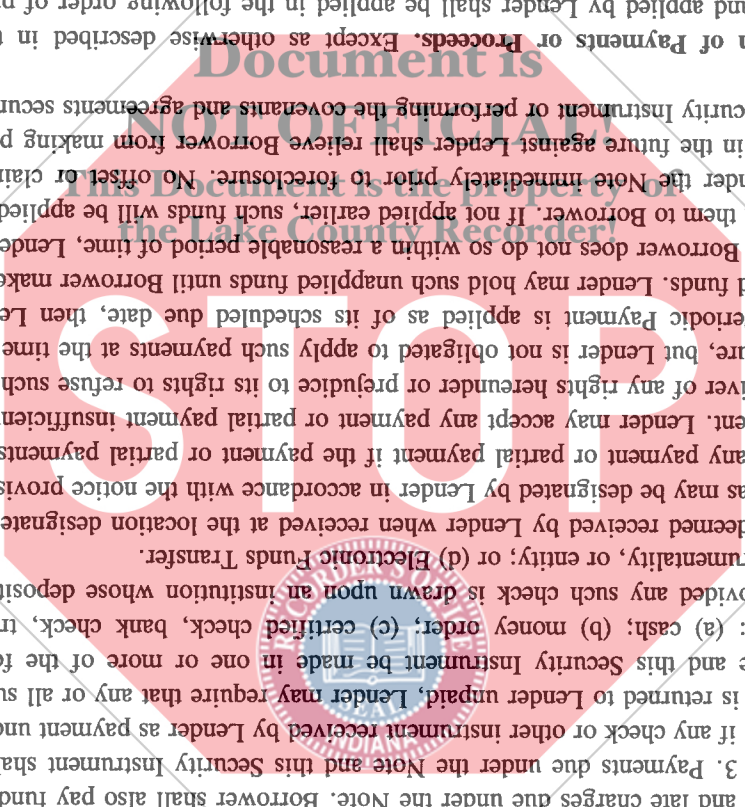 and late charges due under the Note. Borrower shall also pay fund
3. Payments due under the Note and this Security Instrument shal
if any check or other instrument received by Lender as payment und
is returned to Lender unpaid, Lender may require that any or all su
e and this Security Instrument be made in one or more of the fo
: (a) cash; (b) money order; (c) certified check, bank check, tr
ovided any such check is drawn upon an institution whose deposit
rumentality, or entity; or (d) Electronic Funds Transfer.
deemed received by Lender when received at the location designate
as may be designated by Lender in accordance with the notice provis
any payment or partial payment if the payment or partial payments
ent. Lender may accept any payment or partial payment insufficien
iver of any rights hereunder or prejudice to its rights to refuse such
ure, but Lender is not obligated to apply such payments at the time
eriodic Payment is applied as of its scheduled due date, then Le
d funds. Lender may hold such unapplied funds until Borrower make
Borrower does not do so within a reasonable period of time, Lende
them to Borrower. If not applied earlier, such funds will be applied
nder the Note immediately prior to foreclosure. No offset or clai
in the future against Lender shall relieve Borrower from making p
curity Instrument or performing the covenants and agreements secur
n of Payments or Proceeds. Except as otherwise described in t
and applied by Lender shall be applied in the following order of p
Document is
NOT OFFICIAL!
This Document is the property of
the Lake County Recorder!
STOP
RECORDER'S OFFICE
SEAL
INDIANA